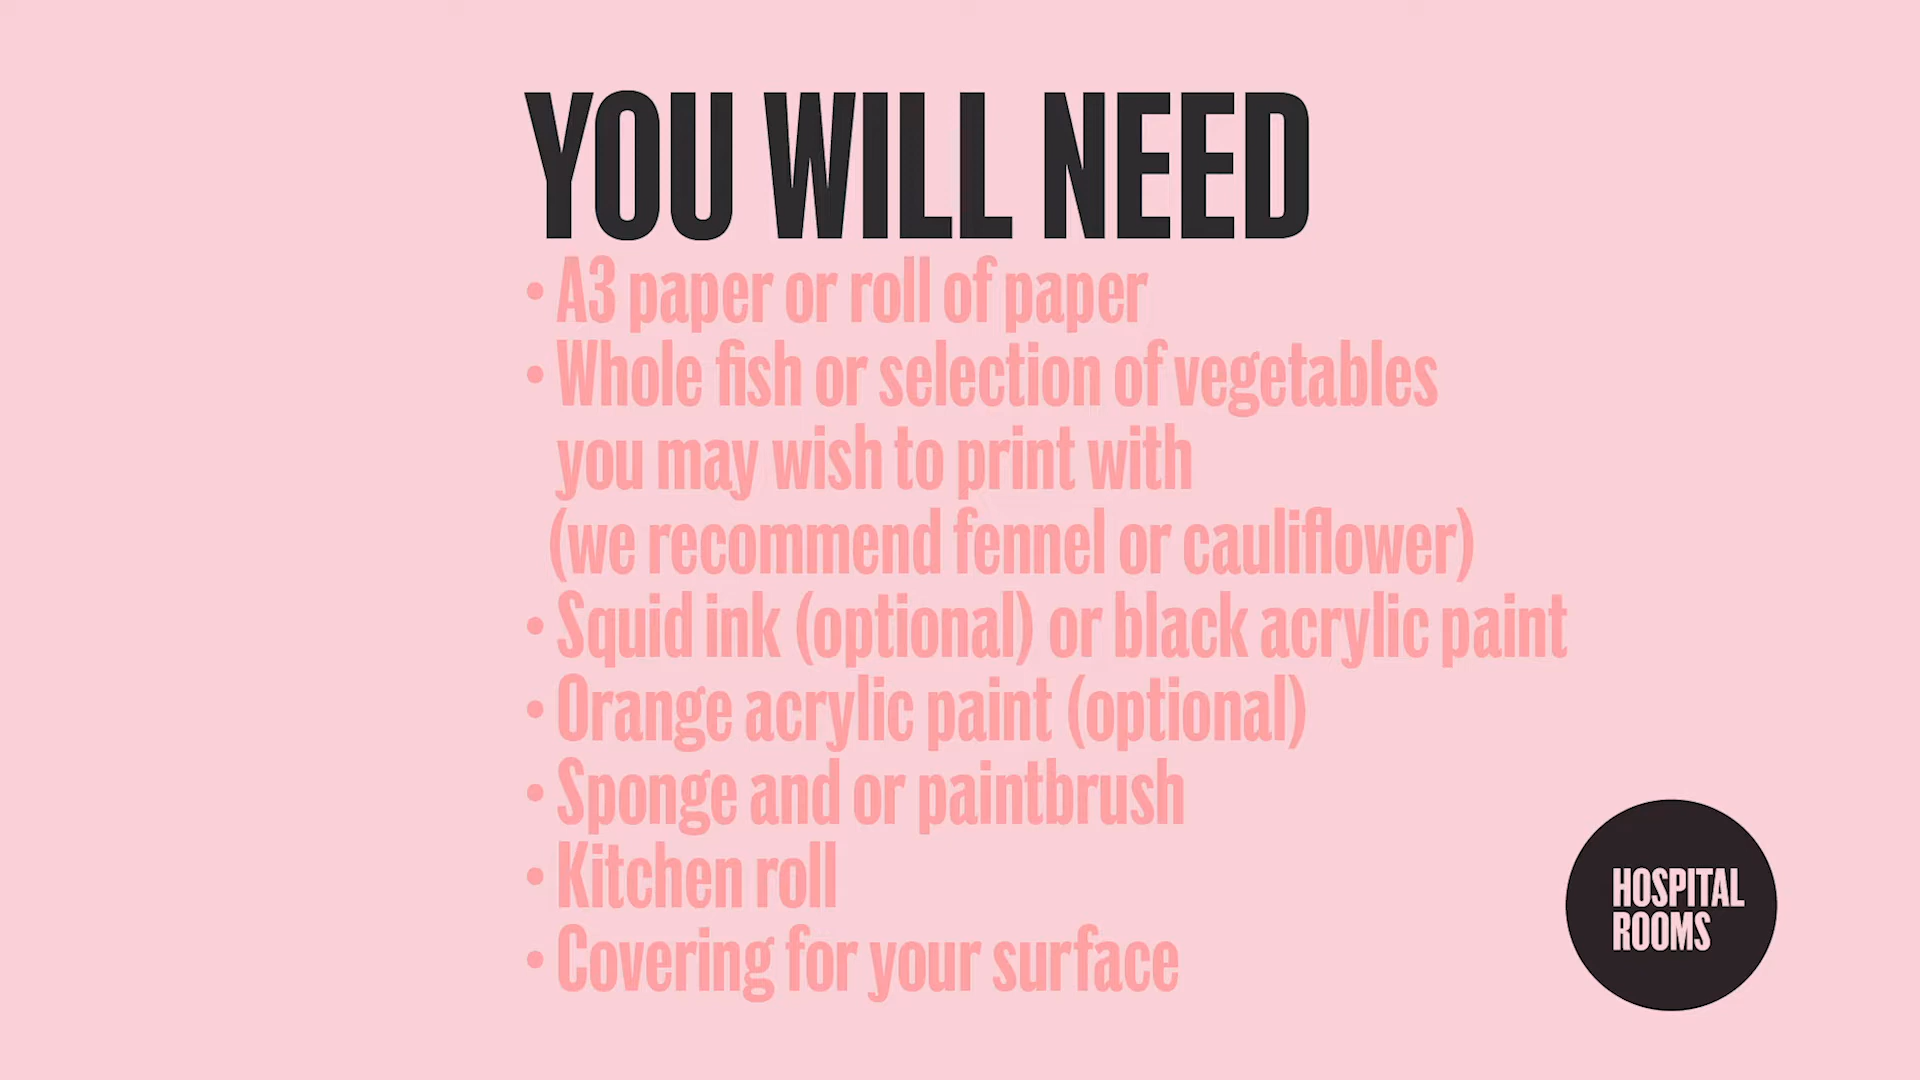 YOU WILL NEED
• A3 paper or roll of paper
• Whole fish or selection of vegetables
you may wish to print with
(we recommend fennel or cauliflower)
• Squid ink (optional) or black acrylic paint
• Orange acrylic paint (optional)
• Sponge and or paintbrush
• Kitchen roll
• Covering for your surface
HOSPITAL
ROOMS